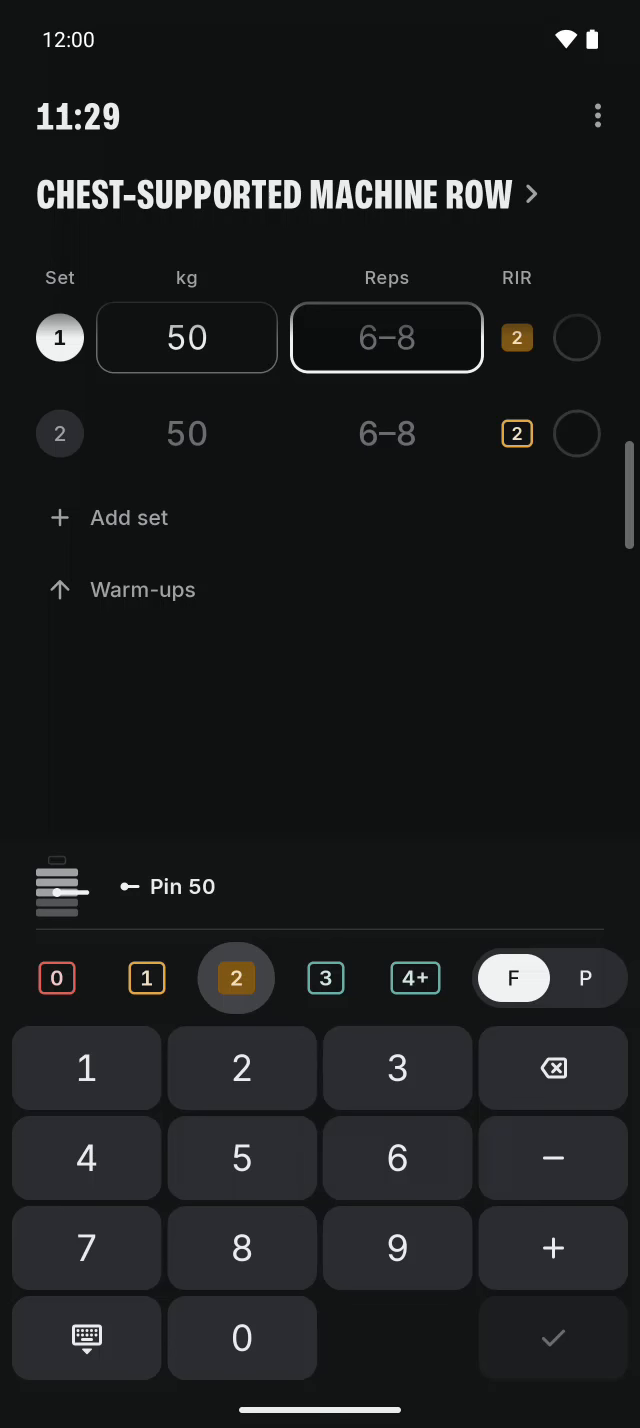 12:00
11:29
CHEST-SUPPORTED MACHINE ROW
Set kg Reps RIR
1 50 6–8 2
2 50 6–8 2
+ Add set
Warm-ups
Pin 50
0 1 2 3 4+ F P
1 2 3
4 5 6 −
7 8 9 +
0